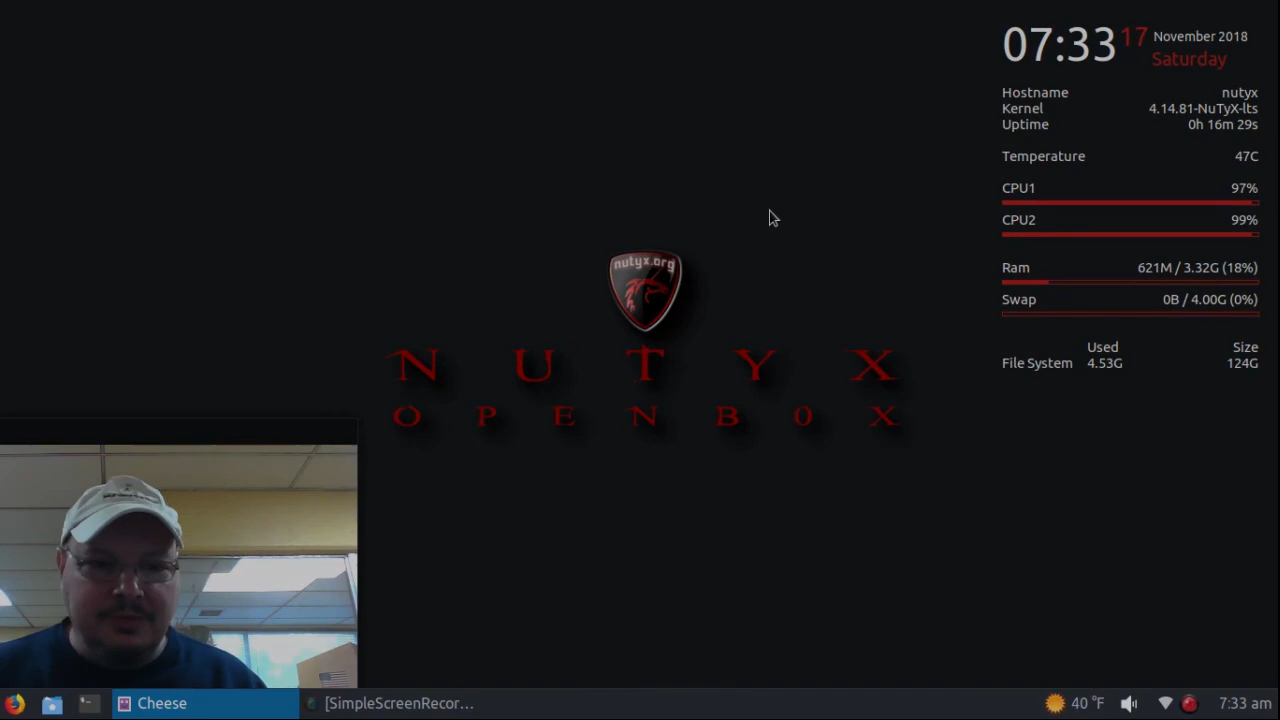 07:33 17 November 2018
Saturday
Hostname nutyx
Kernel 4.14.81-NuTyX-lts
Uptime 0h 16m 29s
Temperature 47C
CPU1 97%
CPU2 99%
Ram 621M / 3.32G (18%)
Swap 0B / 4.00G (0%)
Used Size
File System 4.53G 124G
nutyx.org
NUTYX
OPENB0X
Cheese
[SimpleScreenRecor...
40 °F
7:33 am